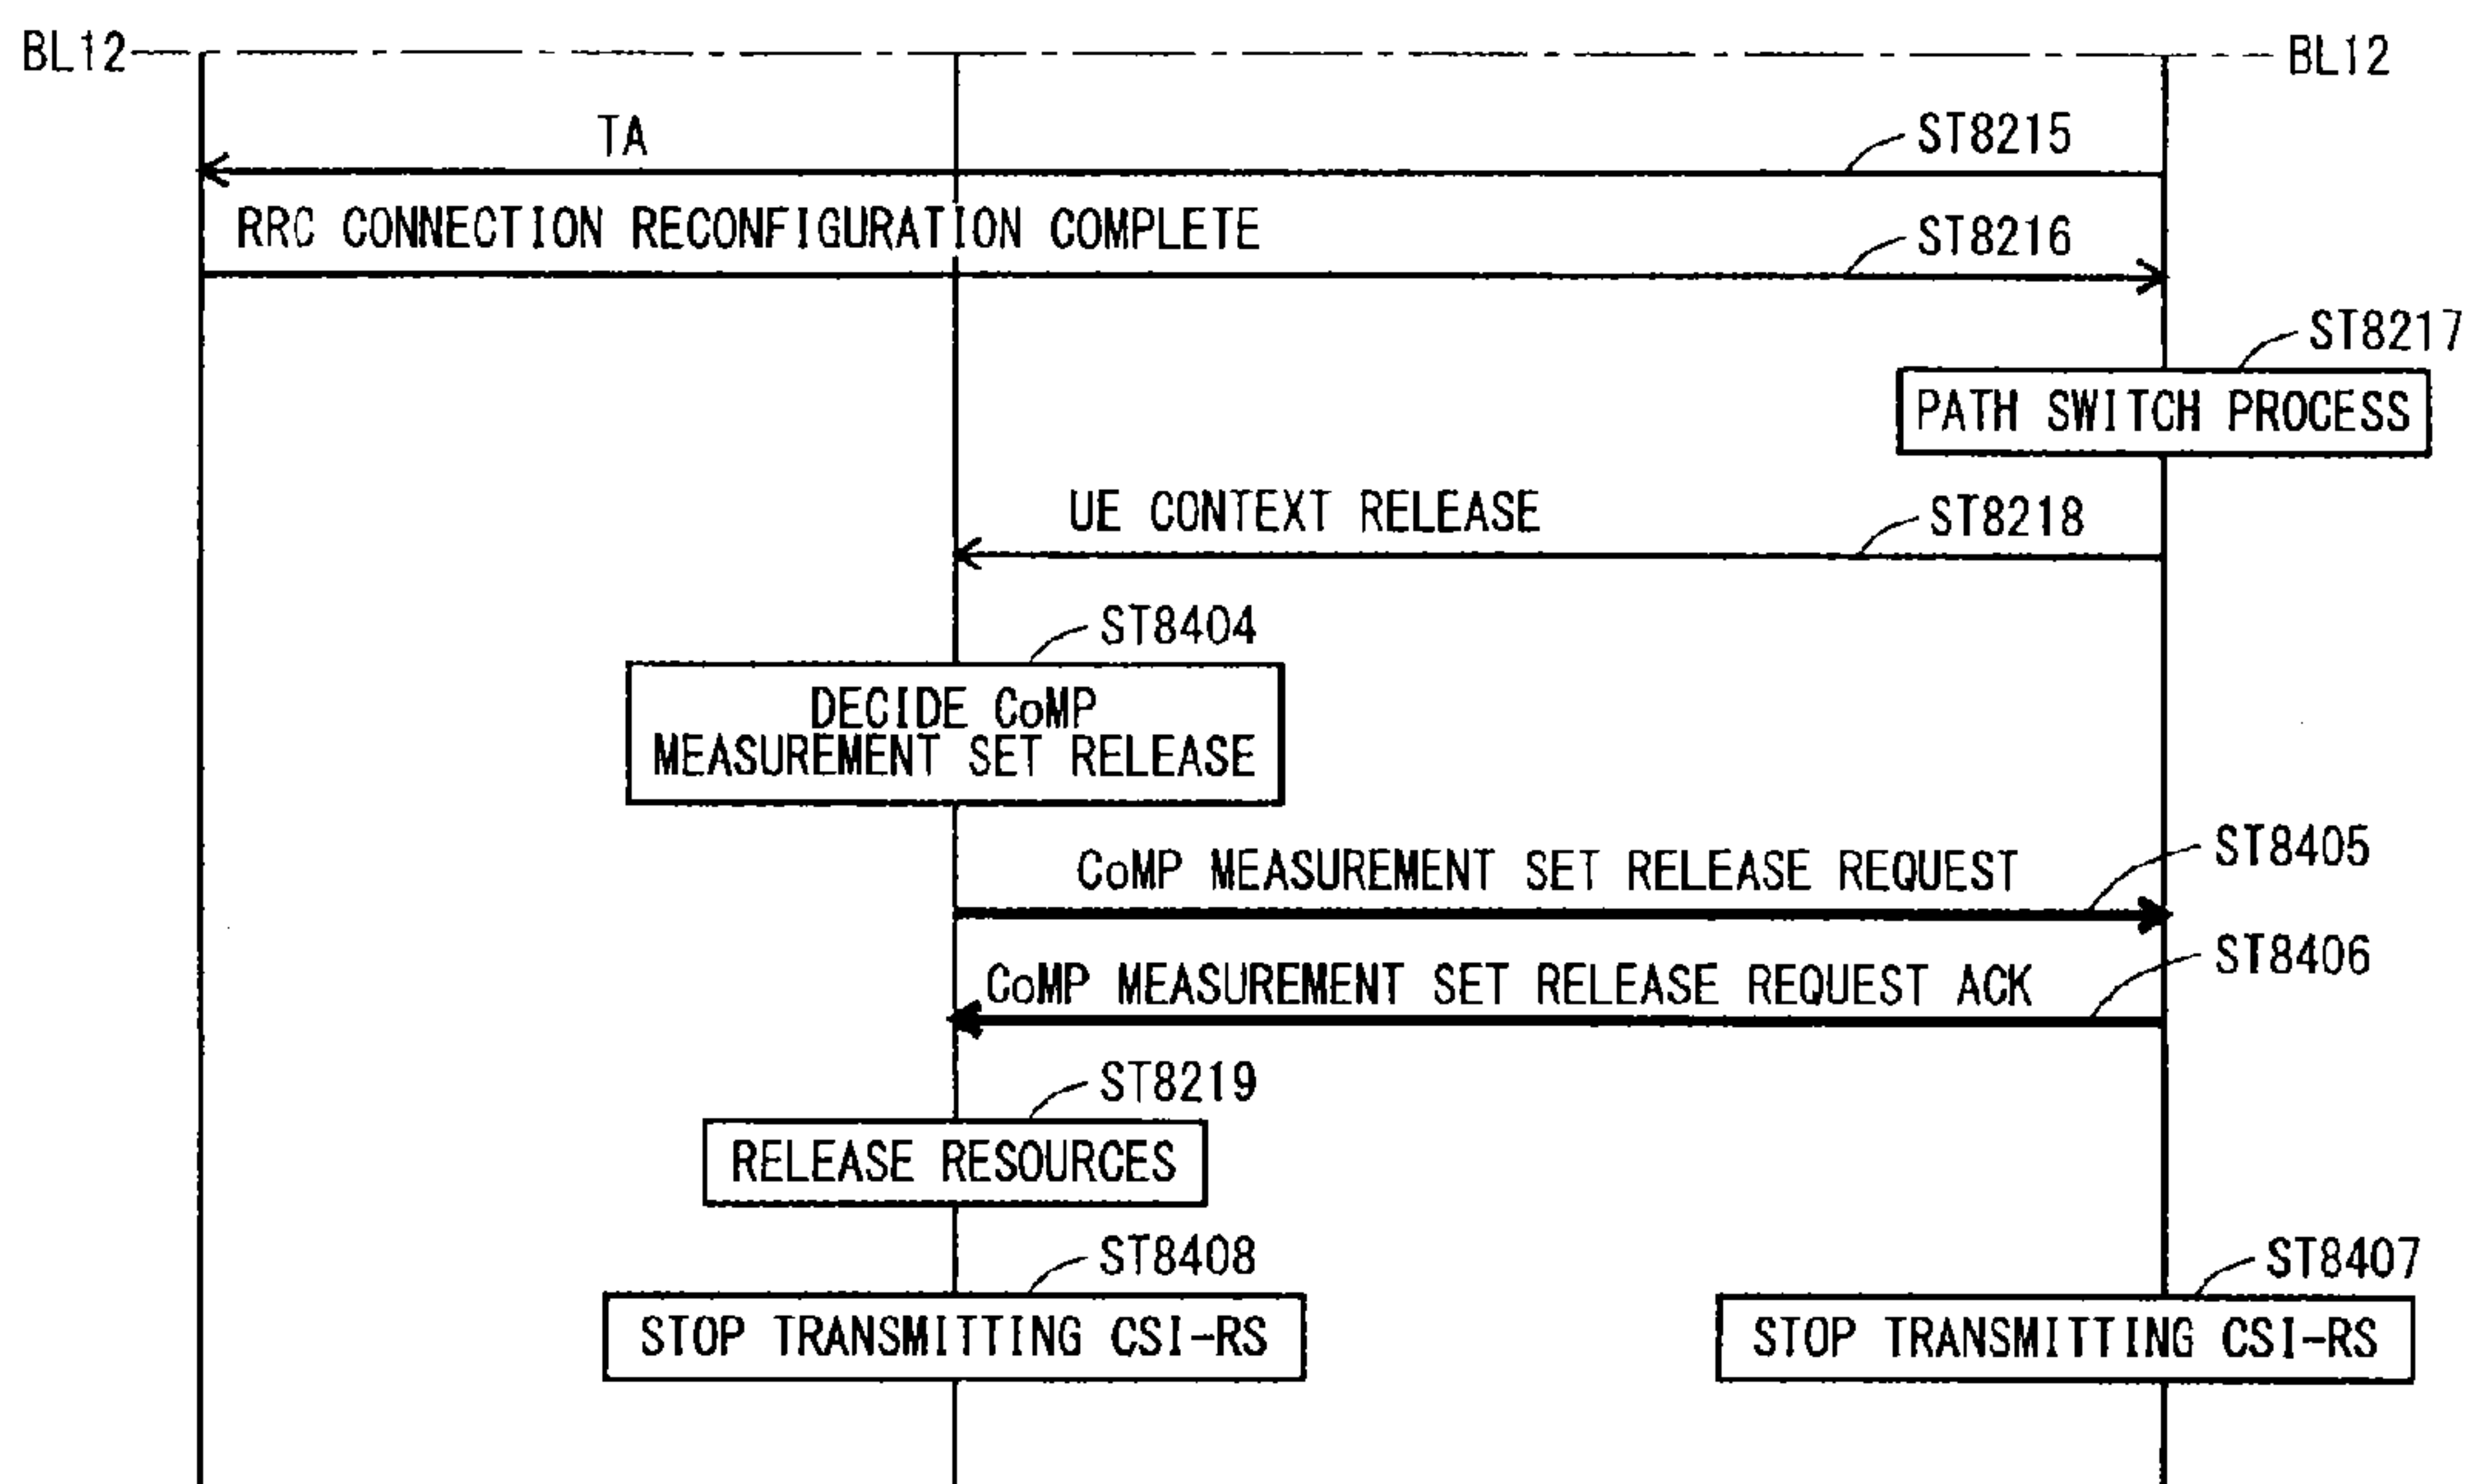 BL12
BL12
TA
ST8215
RRC CONNECTION RECONFIGURATION COMPLETE
ST8216
ST8217
PATH SWITCH PROCESS
UE CONTEXT RELEASE
ST8218
ST8404
DECIDE CoMP
MEASUREMENT SET RELEASE
CoMP MEASUREMENT SET RELEASE REQUEST
ST8405
CoMP MEASUREMENT SET RELEASE REQUEST ACK
ST8406
ST8219
RELEASE RESOURCES
ST8408
STOP TRANSMITTING CSI-RS
ST8407
STOP TRANSMITTING CSI-RS